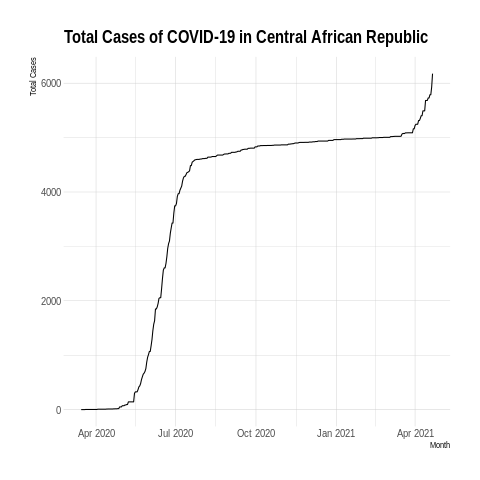 Total Cases of COVID-19 in Central African Republic
Total Cases
6000
4000
2000
0
Apr 2020 Jul 2020 Oct 2020 Jan 2021 Apr 2021
Month